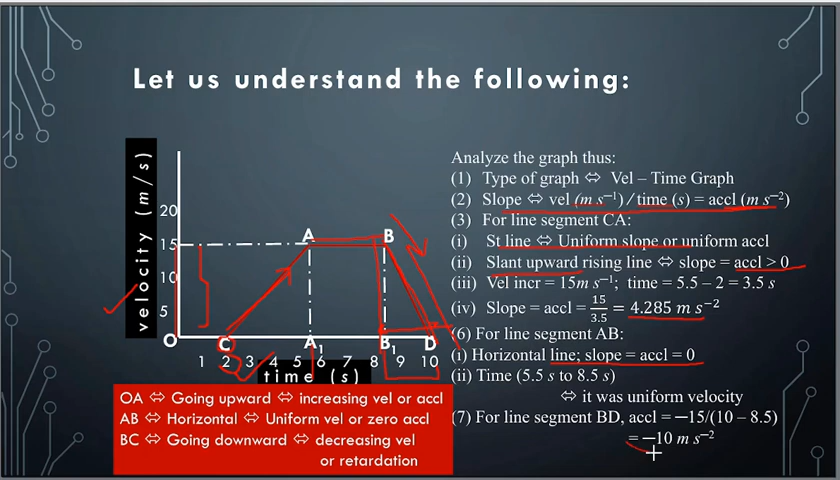 Let us understand the following:
velocity (m/s)
20
15
10
5
O
A
B
C
A₁
B₁
D
1 2 3 4 5 6 7 8 9 10
time (s)
OA ⇔ Going upward ⇔ increasing vel or accl
AB ⇔ Horizontal ⇔ Uniform vel or zero accl
BC ⇔ Going downward ⇔ decreasing vel
or retardation
Analyze the graph thus:
(1) Type of graph ⇔ Vel – Time Graph
(2) Slope ⇔ vel (m s⁻¹) / time (s) = accl (m s⁻²)
(3) For line segment CA:
(i) St line ⇔ Uniform slope or uniform accl
(ii) Slant upward rising line ⇔ slope = accl > 0
(iii) Vel incr = 15m s⁻¹; time = 5.5 – 2 = 3.5 s
(iv) Slope = accl = 15/3.5 = 4.285 m s⁻²
(6) For line segment AB:
(i) Horizontal line; slope = accl = 0
(ii) Time (5.5 s to 8.5 s)
⇔ it was uniform velocity
(7) For line segment BD, accl = –15/(10 – 8.5)
= –10 m s⁻²